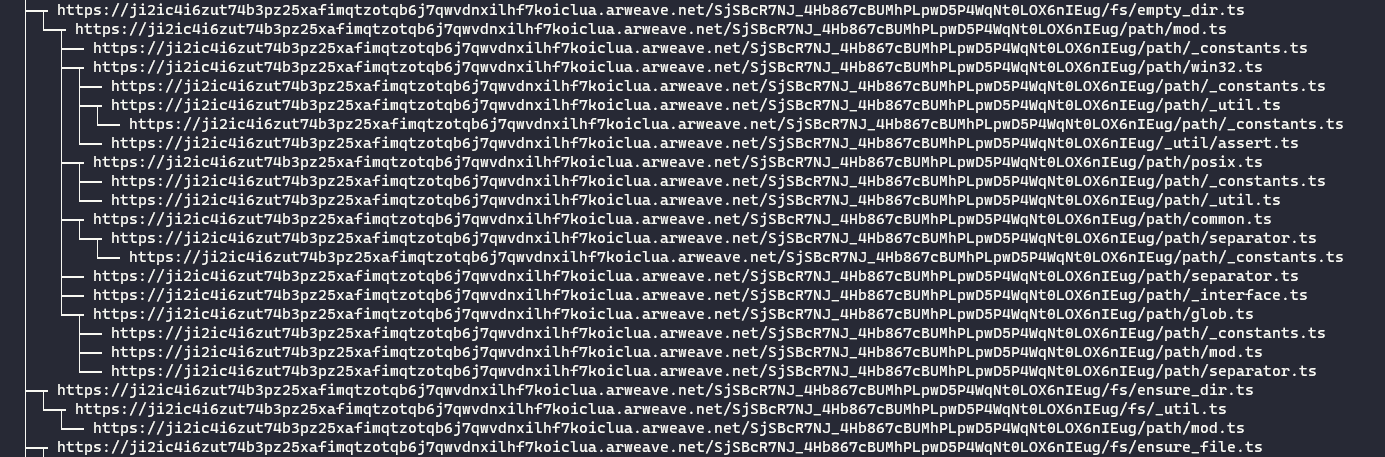 https://ji2ic4i6zut74b3pz25xafimqtzotqb6j7qwvdnxilhf7koiclua.arweave.net/SjSBcR7NJ_4Hb867cBUMhPLpwD5P4WqNt0LOX6nIEug/fs/empty_dir.ts
https://ji2ic4i6zut74b3pz25xafimqtzotqb6j7qwvdnxilhf7koiclua.arweave.net/SjSBcR7NJ_4Hb867cBUMhPLpwD5P4WqNt0LOX6nIEug/path/mod.ts
https://ji2ic4i6zut74b3pz25xafimqtzotqb6j7qwvdnxilhf7koiclua.arweave.net/SjSBcR7NJ_4Hb867cBUMhPLpwD5P4WqNt0LOX6nIEug/path/_constants.ts
https://ji2ic4i6zut74b3pz25xafimqtzotqb6j7qwvdnxilhf7koiclua.arweave.net/SjSBcR7NJ_4Hb867cBUMhPLpwD5P4WqNt0LOX6nIEug/path/win32.ts
https://ji2ic4i6zut74b3pz25xafimqtzotqb6j7qwvdnxilhf7koiclua.arweave.net/SjSBcR7NJ_4Hb867cBUMhPLpwD5P4WqNt0LOX6nIEug/path/_constants.ts
https://ji2ic4i6zut74b3pz25xafimqtzotqb6j7qwvdnxilhf7koiclua.arweave.net/SjSBcR7NJ_4Hb867cBUMhPLpwD5P4WqNt0LOX6nIEug/path/_util.ts
https://ji2ic4i6zut74b3pz25xafimqtzotqb6j7qwvdnxilhf7koiclua.arweave.net/SjSBcR7NJ_4Hb867cBUMhPLpwD5P4WqNt0LOX6nIEug/path/_constants.ts
https://ji2ic4i6zut74b3pz25xafimqtzotqb6j7qwvdnxilhf7koiclua.arweave.net/SjSBcR7NJ_4Hb867cBUMhPLpwD5P4WqNt0LOX6nIEug/_util/assert.ts
https://ji2ic4i6zut74b3pz25xafimqtzotqb6j7qwvdnxilhf7koiclua.arweave.net/SjSBcR7NJ_4Hb867cBUMhPLpwD5P4WqNt0LOX6nIEug/path/posix.ts
https://ji2ic4i6zut74b3pz25xafimqtzotqb6j7qwvdnxilhf7koiclua.arweave.net/SjSBcR7NJ_4Hb867cBUMhPLpwD5P4WqNt0LOX6nIEug/path/_constants.ts
https://ji2ic4i6zut74b3pz25xafimqtzotqb6j7qwvdnxilhf7koiclua.arweave.net/SjSBcR7NJ_4Hb867cBUMhPLpwD5P4WqNt0LOX6nIEug/path/_util.ts
https://ji2ic4i6zut74b3pz25xafimqtzotqb6j7qwvdnxilhf7koiclua.arweave.net/SjSBcR7NJ_4Hb867cBUMhPLpwD5P4WqNt0LOX6nIEug/path/common.ts
https://ji2ic4i6zut74b3pz25xafimqtzotqb6j7qwvdnxilhf7koiclua.arweave.net/SjSBcR7NJ_4Hb867cBUMhPLpwD5P4WqNt0LOX6nIEug/path/separator.ts
https://ji2ic4i6zut74b3pz25xafimqtzotqb6j7qwvdnxilhf7koiclua.arweave.net/SjSBcR7NJ_4Hb867cBUMhPLpwD5P4WqNt0LOX6nIEug/path/_constants.ts
https://ji2ic4i6zut74b3pz25xafimqtzotqb6j7qwvdnxilhf7koiclua.arweave.net/SjSBcR7NJ_4Hb867cBUMhPLpwD5P4WqNt0LOX6nIEug/path/separator.ts
https://ji2ic4i6zut74b3pz25xafimqtzotqb6j7qwvdnxilhf7koiclua.arweave.net/SjSBcR7NJ_4Hb867cBUMhPLpwD5P4WqNt0LOX6nIEug/path/_interface.ts
https://ji2ic4i6zut74b3pz25xafimqtzotqb6j7qwvdnxilhf7koiclua.arweave.net/SjSBcR7NJ_4Hb867cBUMhPLpwD5P4WqNt0LOX6nIEug/path/glob.ts
https://ji2ic4i6zut74b3pz25xafimqtzotqb6j7qwvdnxilhf7koiclua.arweave.net/SjSBcR7NJ_4Hb867cBUMhPLpwD5P4WqNt0LOX6nIEug/path/_constants.ts
https://ji2ic4i6zut74b3pz25xafimqtzotqb6j7qwvdnxilhf7koiclua.arweave.net/SjSBcR7NJ_4Hb867cBUMhPLpwD5P4WqNt0LOX6nIEug/path/mod.ts
https://ji2ic4i6zut74b3pz25xafimqtzotqb6j7qwvdnxilhf7koiclua.arweave.net/SjSBcR7NJ_4Hb867cBUMhPLpwD5P4WqNt0LOX6nIEug/path/separator.ts
https://ji2ic4i6zut74b3pz25xafimqtzotqb6j7qwvdnxilhf7koiclua.arweave.net/SjSBcR7NJ_4Hb867cBUMhPLpwD5P4WqNt0LOX6nIEug/fs/ensure_dir.ts
https://ji2ic4i6zut74b3pz25xafimqtzotqb6j7qwvdnxilhf7koiclua.arweave.net/SjSBcR7NJ_4Hb867cBUMhPLpwD5P4WqNt0LOX6nIEug/fs/_util.ts
https://ji2ic4i6zut74b3pz25xafimqtzotqb6j7qwvdnxilhf7koiclua.arweave.net/SjSBcR7NJ_4Hb867cBUMhPLpwD5P4WqNt0LOX6nIEug/path/mod.ts
https://ji2ic4i6zut74b3pz25xafimqtzotqb6j7qwvdnxilhf7koiclua.arweave.net/SjSBcR7NJ_4Hb867cBUMhPLpwD5P4WqNt0LOX6nIEug/fs/ensure_file.ts